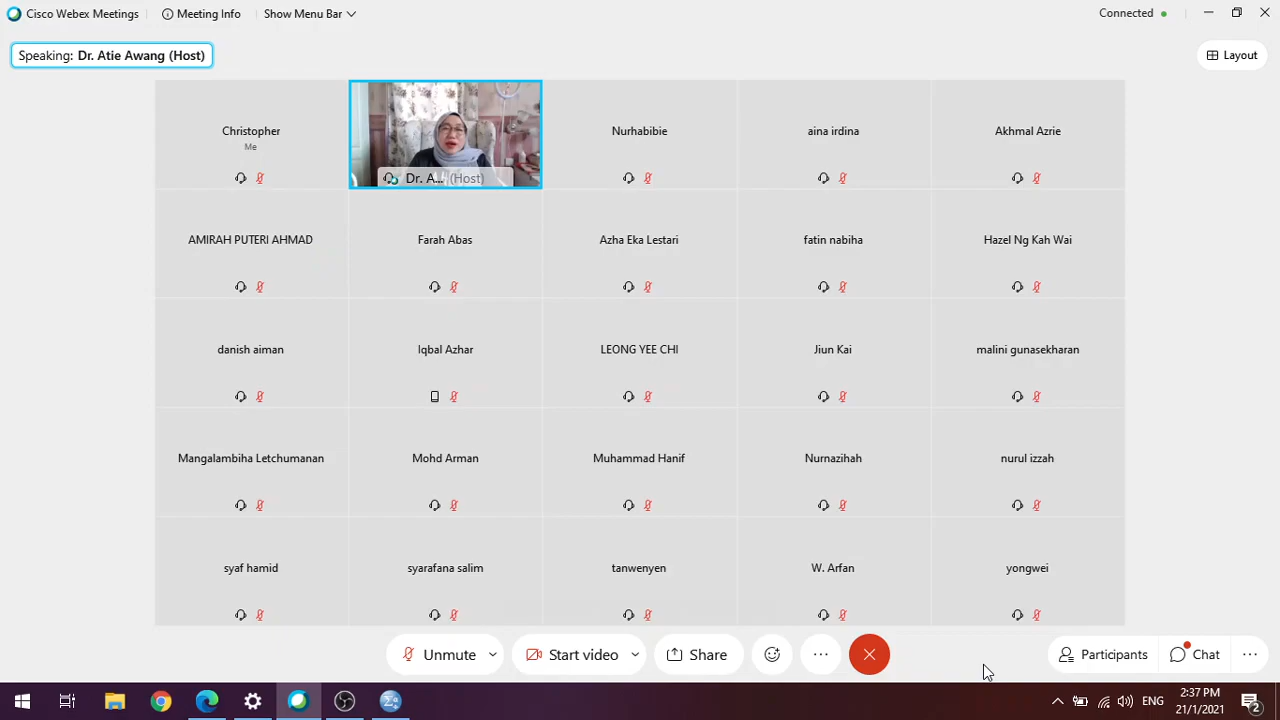 Cisco Webex Meetings
Meeting Info
Show Menu Bar
Connected
Speaking: Dr. Atie Awang (Host)
Layout
Christopher
Me
Dr. A... (Host)
Nurhabibie
aina irdina
Akhmal Azrie
AMIRAH PUTERI AHMAD
Farah Abas
Azha Eka Lestari
fatin nabiha
Hazel Ng Kah Wai
danish aiman
Iqbal Azhar
LEONG YEE CHI
Jiun Kai
malini gunasekharan
Mangalambiha Letchumanan
Mohd Arman
Muhammad Hanif
Nurnazihah
nurul izzah
syaf hamid
syarafana salim
tanwenyen
W. Arfan
yongwei
Unmute
Start video
Share
Participants
Chat
ENG
2:37 PM
21/1/2021
2